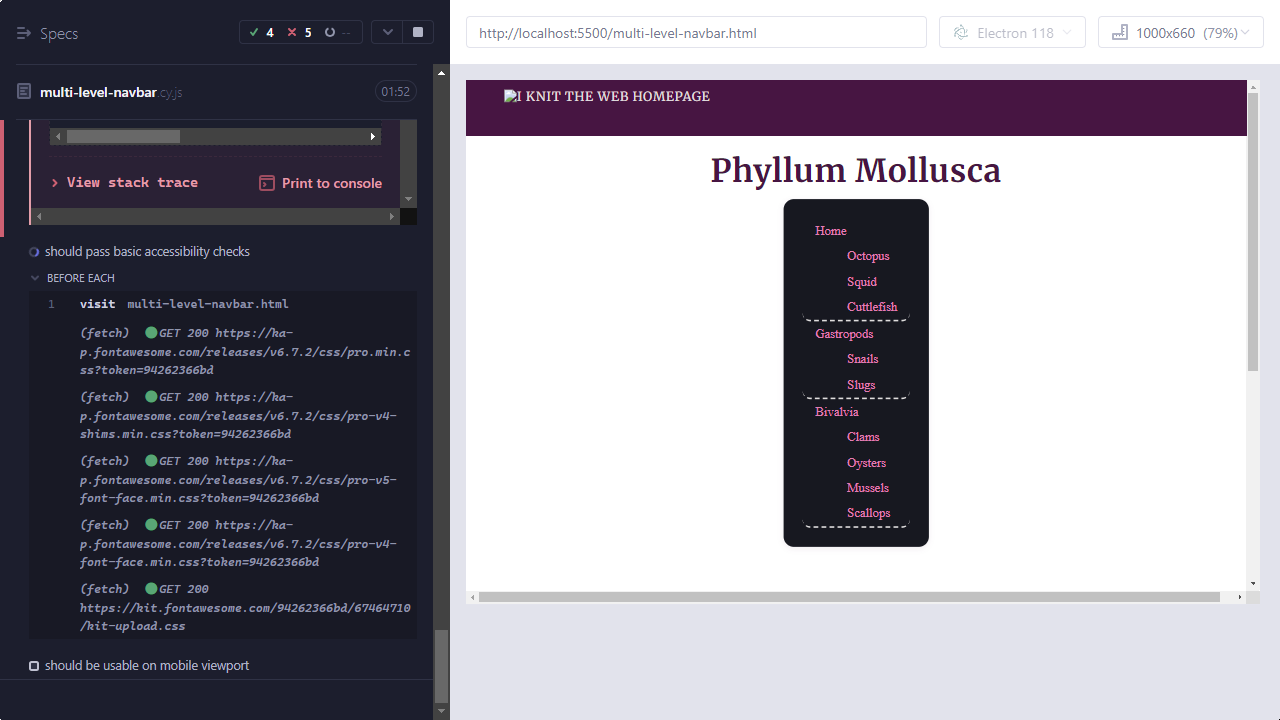 Specs
4
5
--
multi-level-navbar.cy.js
01:52
View stack trace
Print to console
should pass basic accessibility checks
BEFORE EACH
1 visit multi-level-navbar.html
(fetch) GET 200 https://ka-
p.fontawesome.com/releases/v6.7.2/css/pro.min.c
ss?token=94262366bd
(fetch) GET 200 https://ka-
p.fontawesome.com/releases/v6.7.2/css/pro-v4-
shims.min.css?token=94262366bd
(fetch) GET 200 https://ka-
p.fontawesome.com/releases/v6.7.2/css/pro-v5-
font-face.min.css?token=94262366bd
(fetch) GET 200 https://ka-
p.fontawesome.com/releases/v6.7.2/css/pro-v4-
font-face.min.css?token=94262366bd
(fetch) GET 200
https://kit.fontawesome.com/94262366bd/67464710
/kit-upload.css
should be usable on mobile viewport
http://localhost:5500/multi-level-navbar.html
Electron 118
1000x660 (79%)
I KNIT THE WEB HOMEPAGE
Phyllum Mollusca
Home
Octopus
Squid
Cuttlefish
Gastropods
Snails
Slugs
Bivalvia
Clams
Oysters
Mussels
Scallops